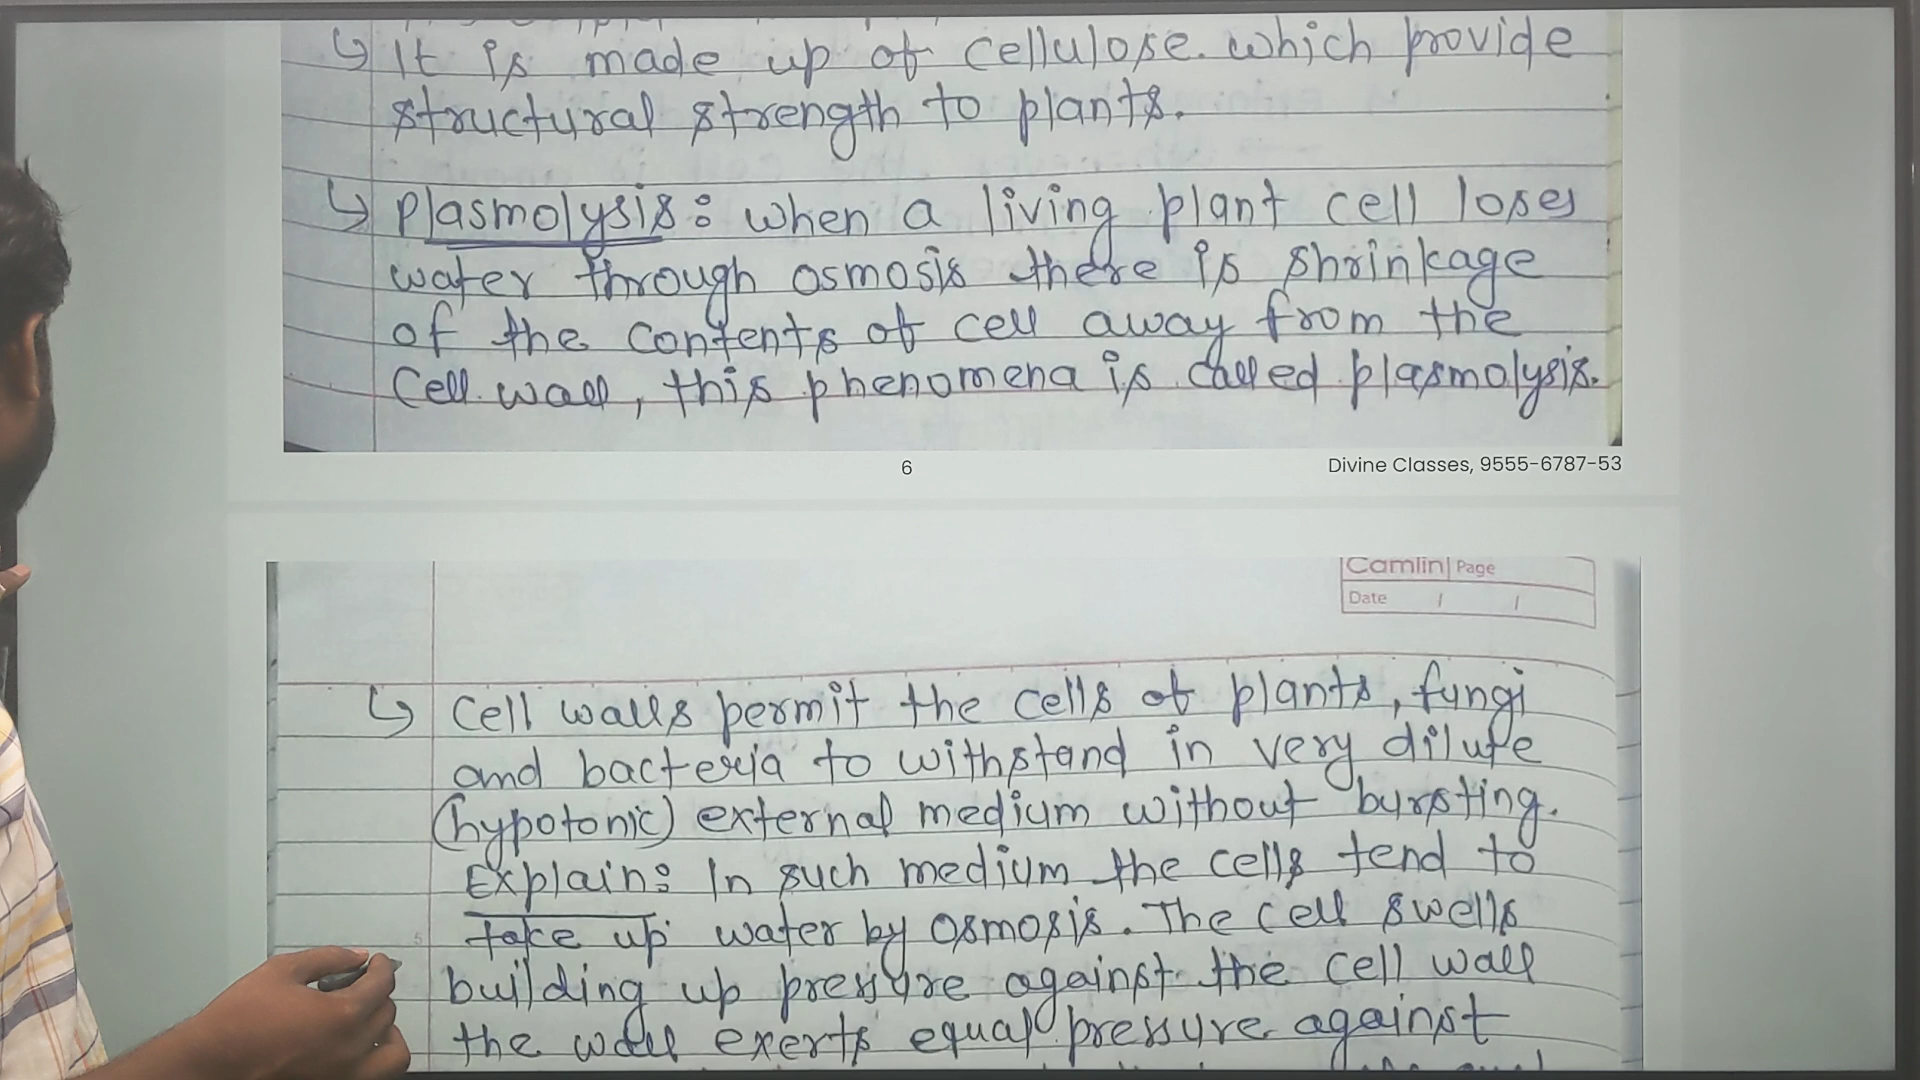 ↳ It is made up of cellulose. which provide
structural strength to plants.
↳ Plasmolysis: when a living plant cell loses
water through osmosis there is shrinkage
of the contents of cell away from the
Cell wall, this phenomena is called plasmolysis.
6
Divine Classes, 9555-6787-53
Camlin Page
Date / /
↳ Cell walls permit the cells of plants, fungi
and bacteria to withstand in very dilute
(hypotonic) external medium without bursting.
Explain: In such medium the cells tend to
take up water by osmosis. The cell swells
building up pressure against the cell wall
the wall exerts equal pressure against